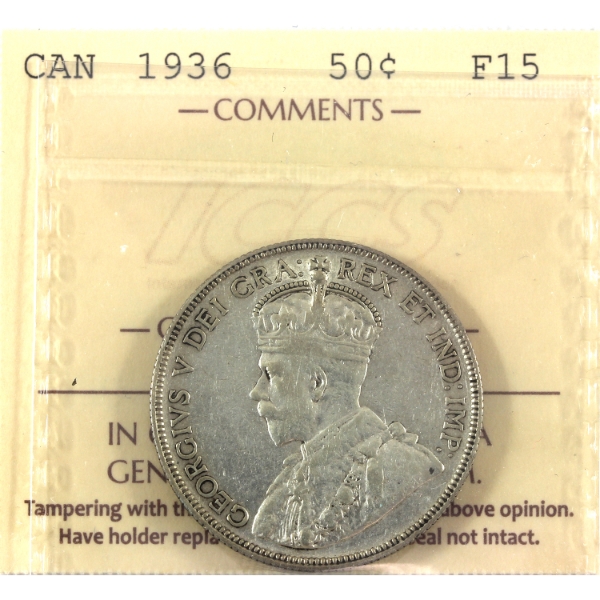 CAN 1936 50¢ F15
— COMMENTS —
ICCS
GEORGIVS V DEI GRA: REX ET IND: IMP:
IN
GEN
Tampering with th
above opinion.
Have holder repla
eal not intact.